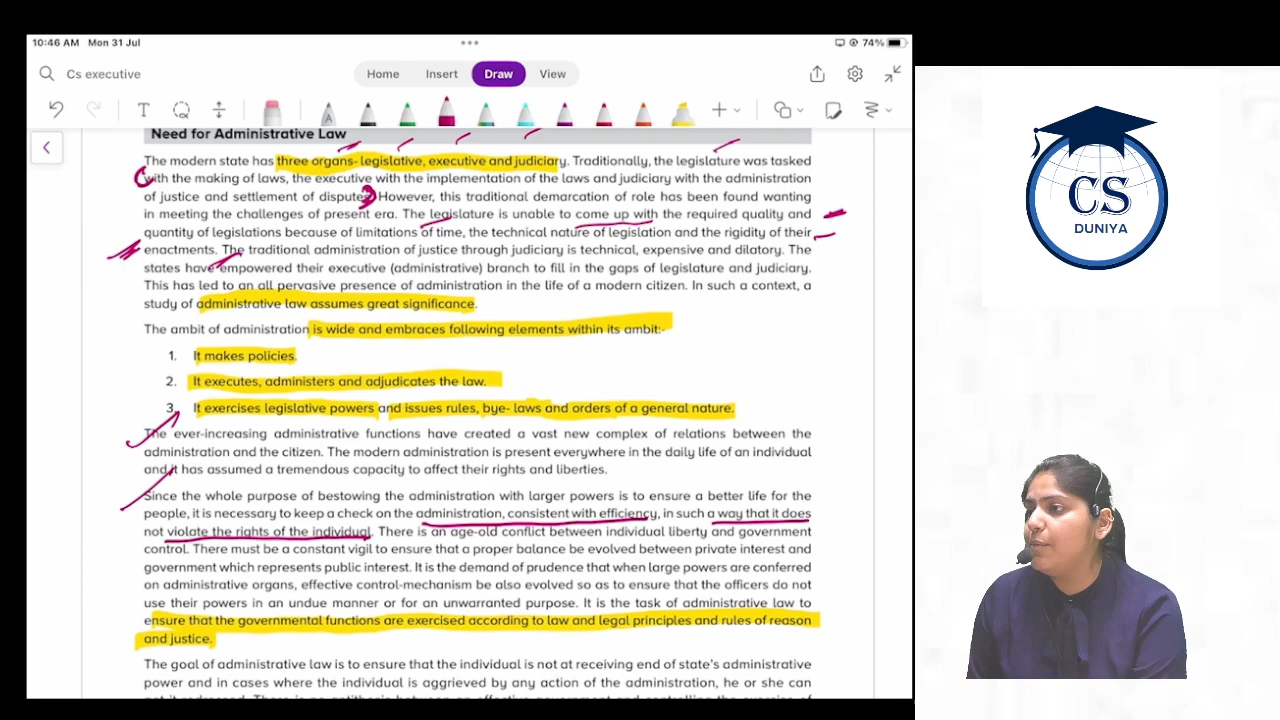 10:46 AM Mon 31 Jul
74%
Cs executive
Home Insert Draw View
Need for Administrative Law
The modern state has three organs- legislative, executive and judiciary. Traditionally, the legislature was tasked
with the making of laws, the executive with the implementation of the laws and judiciary with the administration
of justice and settlement of disputes. However, this traditional demarcation of role has been found wanting
in meeting the challenges of present era. The legislature is unable to come up with the required quality and
quantity of legislations because of limitations of time, the technical nature of legislation and the rigidity of their
enactments. The traditional administration of justice through judiciary is technical, expensive and dilatory. The
states have empowered their executive (administrative) branch to fill in the gaps of legislature and judiciary.
This has led to an all pervasive presence of administration in the life of a modern citizen. In such a context, a
study of administrative law assumes great significance.
The ambit of administration is wide and embraces following elements within its ambit:-
1. It makes policies.
2. It executes, administers and adjudicates the law.
3. It exercises legislative powers and issues rules, bye- laws and orders of a general nature.
The ever-increasing administrative functions have created a vast new complex of relations between the
administration and the citizen. The modern administration is present everywhere in the daily life of an individual
and it has assumed a tremendous capacity to affect their rights and liberties.
Since the whole purpose of bestowing the administration with larger powers is to ensure a better life for the
people, it is necessary to keep a check on the administration, consistent with efficiency, in such a way that it does
not violate the rights of the individual. There is an age-old conflict between individual liberty and government
control. There must be a constant vigil to ensure that a proper balance be evolved between private interest and
government which represents public interest. It is the demand of prudence that when large powers are conferred
on administrative organs, effective control-mechanism be also evolved so as to ensure that the officers do not
use their powers in an undue manner or for an unwarranted purpose. It is the task of administrative law to
ensure that the governmental functions are exercised according to law and legal principles and rules of reason
and justice.
The goal of administrative law is to ensure that the individual is not at receiving end of state's administrative
power and in cases where the individual is aggrieved by any action of the administration, he or she can
CS
DUNIYA